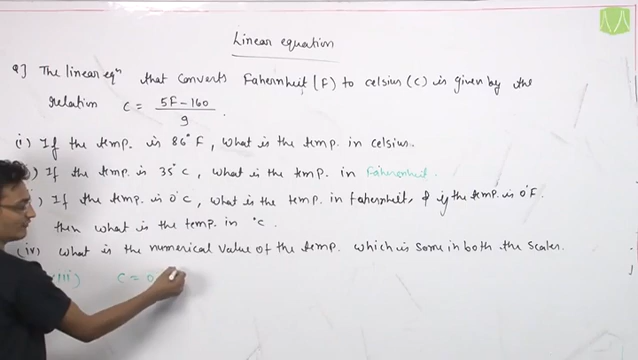 Linear equation
Q] The linear eqn that converts Fahernheit (F) to celsius (C) is given by the
relation C = 5F - 160 / 9 .
(i) If the temp. is 86° F, what is the temp. in celsius.
) If the temp. is 35° C, what is the temp. in Fahrenheit.
) If the temp. is 0°C, what is the temp. in fahrenheit, & if the temp. is 0°F.
then what is the temp. in °C.
(iv) What is the numerical value of the temp. which is same in both the scales.
iii) C = 0